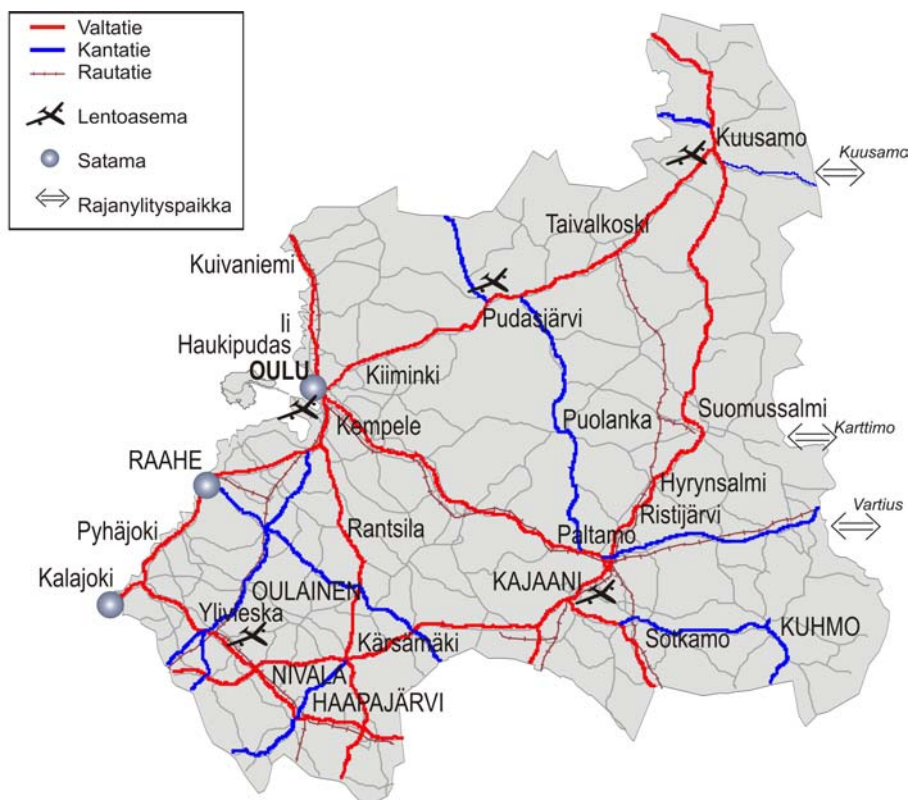 Valtatie
Kantatie
Rautatie
Lentoasema
Satama
Rajanylityspaikka
Kuusamo
Kuusamo
Taivalkoski
Kuivaniemi
Pudasjärvi
Ii
Haukipudas
OULU
Kiiminki
Kempele
Puolanka
Suomussalmi
Karttimo
RAAHE
Hyrynsalmi
Ristijärvi
Vartius
Pyhäjoki
Rantsila
Paltamo
Kalajoki
OULAINEN
KAJAANI
Ylivieska
Kärsämäki
Sotkamo
KUHMO
NIVALA
HAAPAJÄRVI